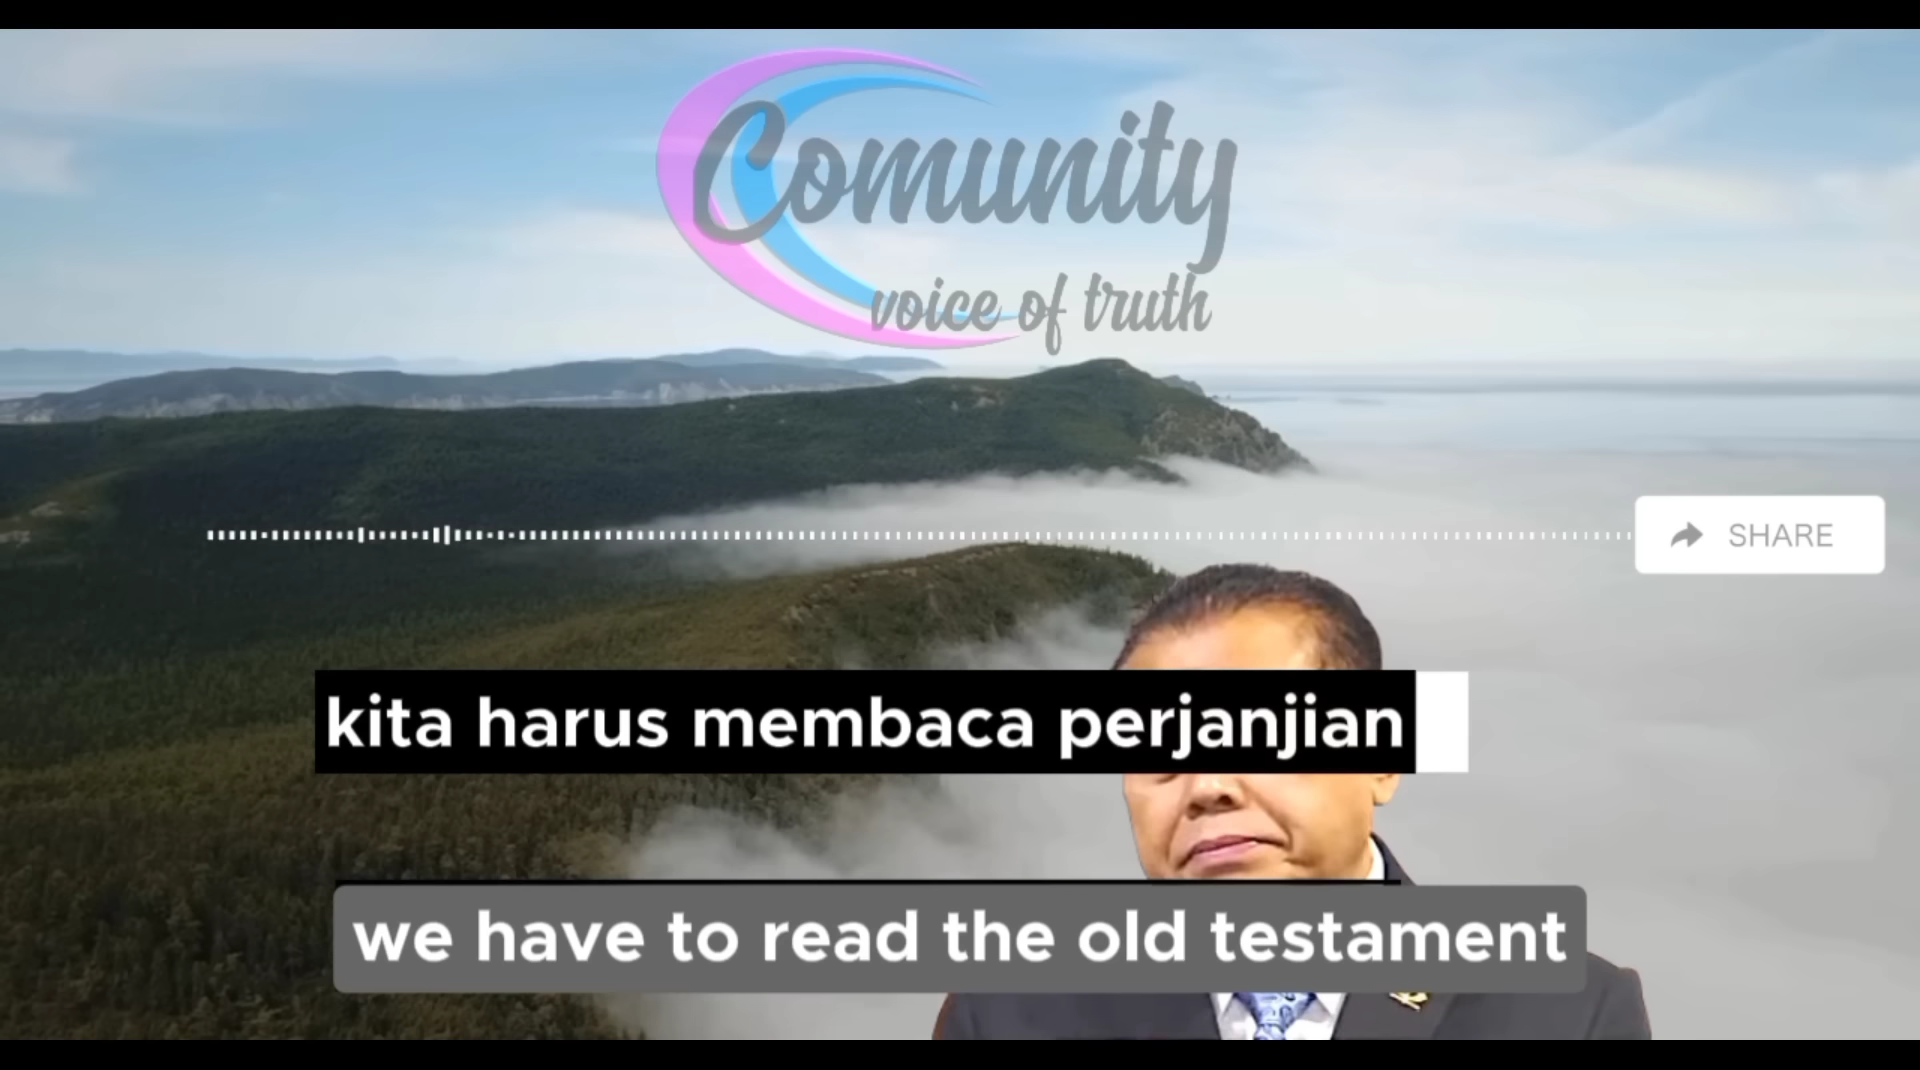 Comunity
voice of truth
SHARE
kita harus membaca perjanjian
we have to read the old testament